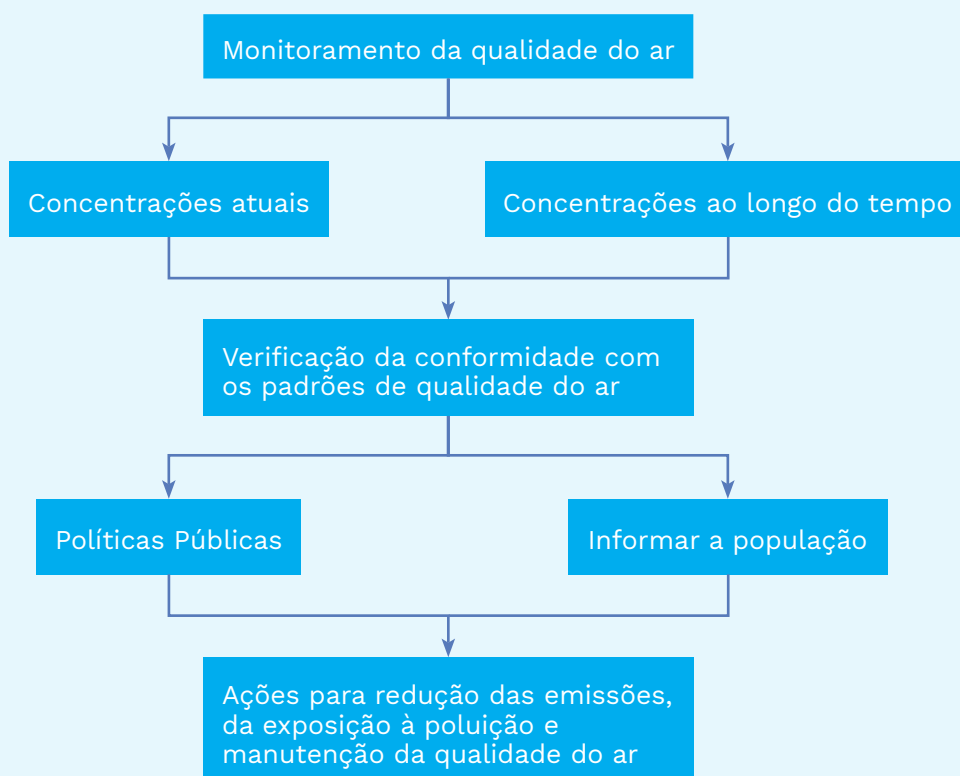 Monitoramento da qualidade do ar
Concentrações atuais
Concentrações ao longo do tempo
Verificação da conformidade com
os padrões de qualidade do ar
Políticas Públicas
Informar a população
Ações para redução das emissões,
da exposição à poluição e
manutenção da qualidade do ar